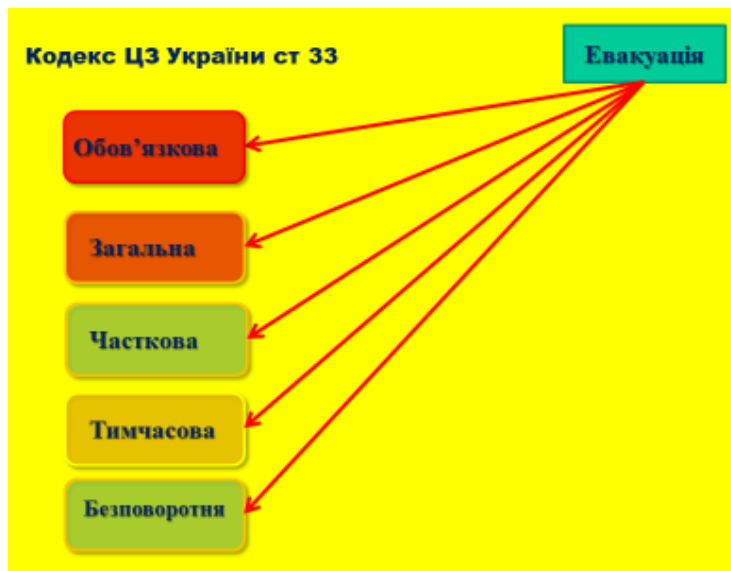 Кодекс ЦЗ України ст 33
Евакуація
Обов’язкова
Загальна
Часткова
Тимчасова
Безповоротня